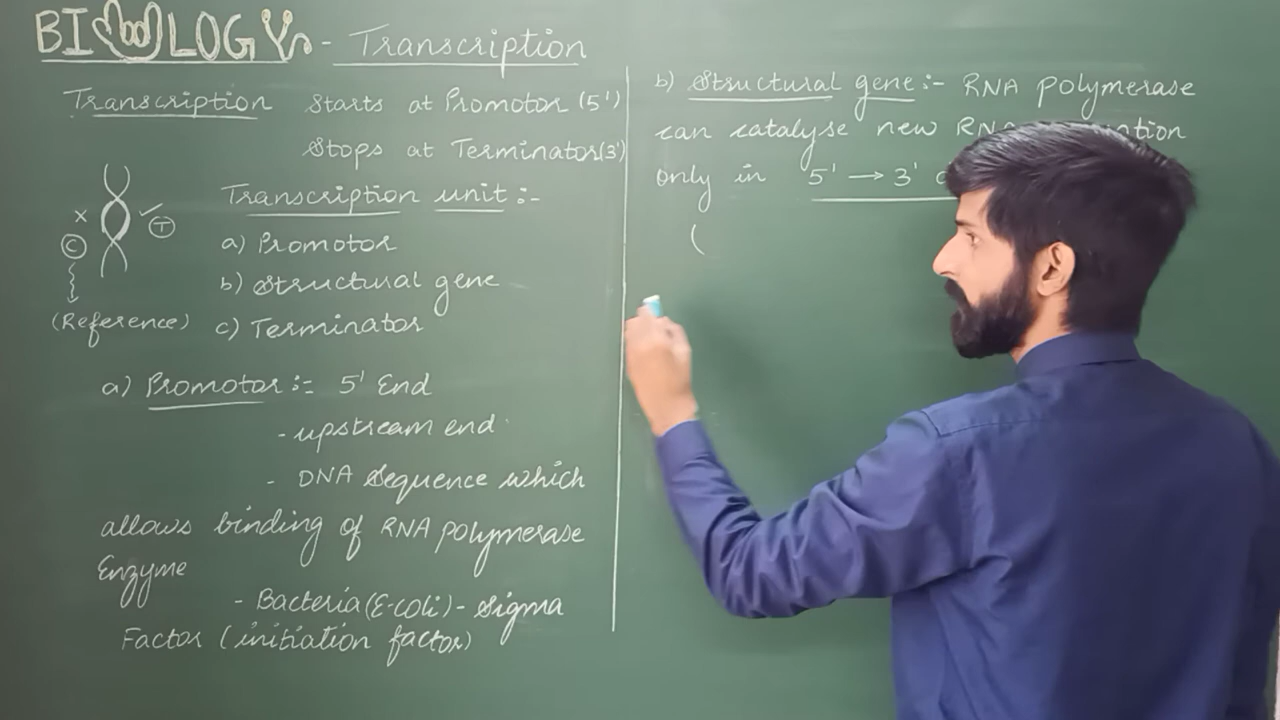 BIOLOGY - Transcription
Transcription starts at Promotor (5')
stops at Terminator(3')
Transcription unit :-
x
C
T
(Reference)
a) Promotor
b) Structural gene
c) Terminator
a) Promotor :- 5' End
- upstream end
- DNA Sequence which
allows binding of RNA polymerase
Enzyme
- Bacteria (E-coli) - Sigma
Factor (initiation factor)
b) Structural gene :- RNA polymerase
can catalyse new RNA
only in 5' → 3'
(